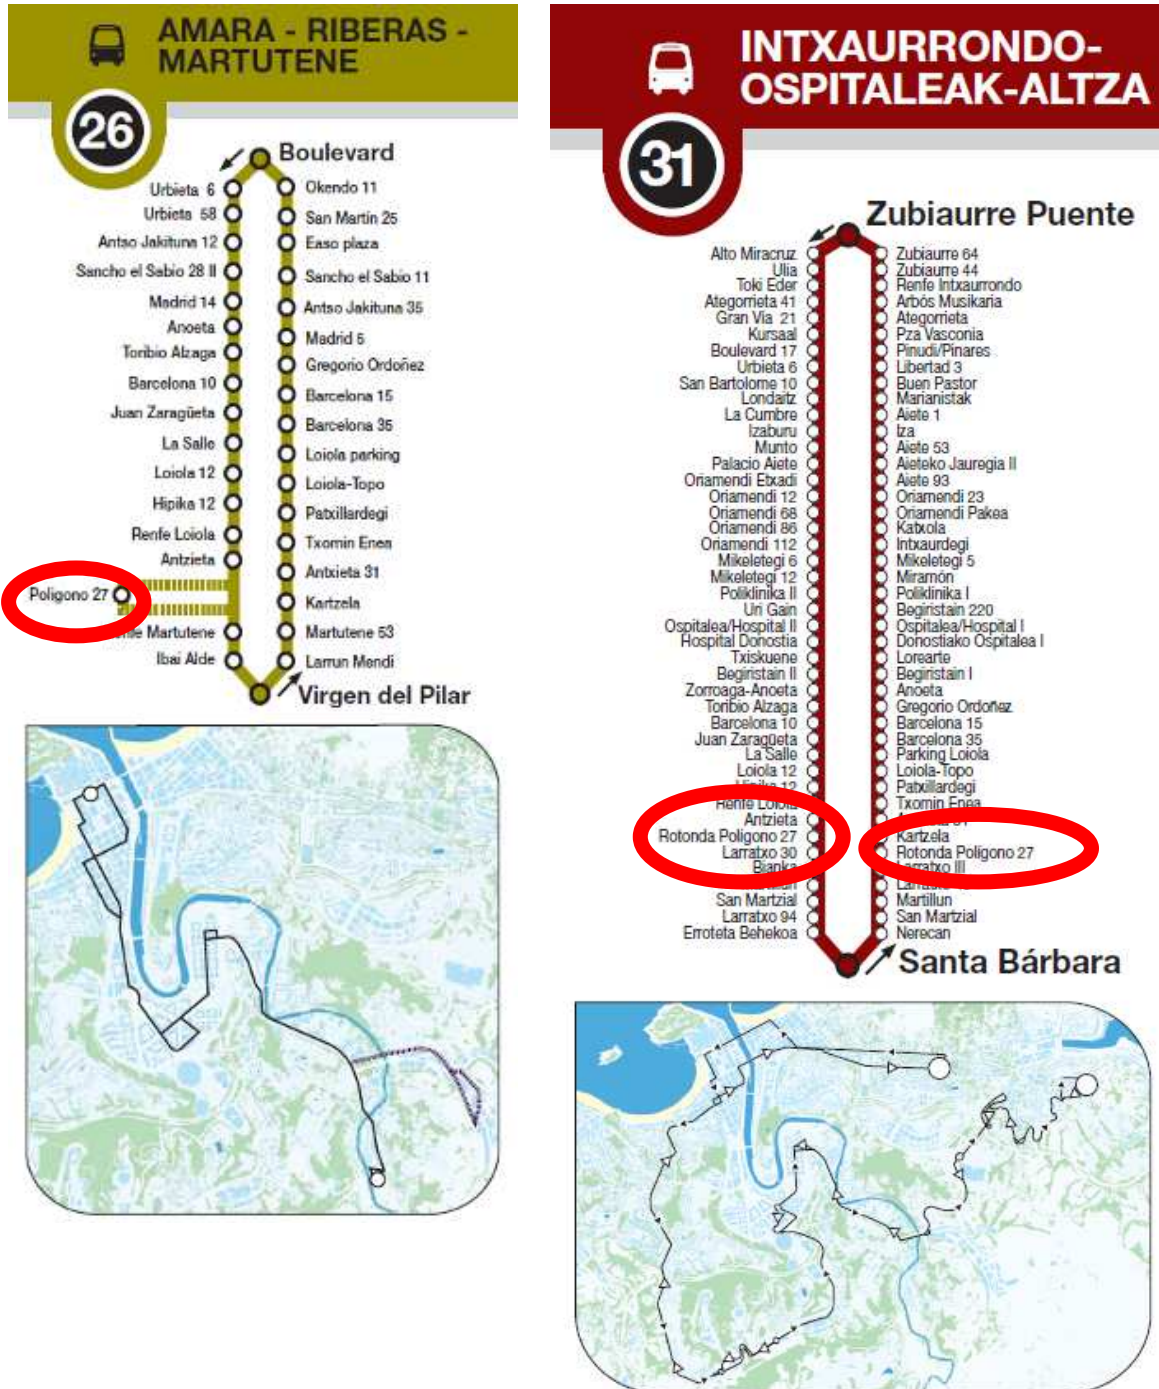 AMARA - RIBERAS -
MARTUTENE
26
Boulevard
Urbieta 6
Urbieta 58
Antso Jakituna 12
Sancho el Sabio 28 II
Madrid 14
Anoeta
Toribio Alzaga
Barcelona 10
Juan Zaragüeta
La Salle
Loiola 12
Hipika 12
Renfe Loiola
Antzieta
Poligono 27
Martutene
Ibai Alde
Okendo 11
San Martin 25
Easo plaza
Sancho el Sabio 11
Antso Jakituna 35
Madrid 5
Gregorio Ordoñez
Barcelona 15
Barcelona 35
Loiola parking
Loiola-Topo
Patxillardegi
Txomin Enea
Antxieta 31
Kartzela
Martutene 53
Larrun Mendi
Virgen del Pilar
INTXAURRONDO-
OSPITALEAK-ALTZA
31
Zubiaurre Puente
Alto Miracruz
Ulia
Toki Eder
Ategorrieta 41
Gran Via 21
Kursaal
Boulevard 17
Urbieta 6
San Bartolome 10
Londaitz
La Cumbre
Izaburu
Munto
Palacio Aiete
Oriamendi Etxadi
Oriamendi 12
Oriamendi 68
Oriamendi 86
Oriamendi 112
Mikeletegi 6
Mikeletegi 12
Poliklinika II
Uri Gain
Ospitalea/Hospital II
Hospital Donostia
Txiskuene
Begiristain II
Zorroaga-Anoeta
Toribio Alzaga
Barcelona 10
Juan Zaragüeta
La Salle
Loiola 12
Hipika 12
Renfe Loiola
Antzieta
Rotonda Poligono 27
Larratxo 30
Bianka
San Martzial
Larratxo 94
Erroteta Behekoa
Zubiaurre 64
Zubiaurre 44
Renfe Intxaurrondo
Arbós Musikaria
Ategorrieta
Pza Vasconia
Pinudi/Pinares
Libertad 3
Buen Pastor
Marianistak
Aiete 1
Iza
Aiete 53
Aieteko Jauregia II
Aiete 93
Oriamendi 23
Oriamendi Pakea
Katxola
Intxaurdegi
Mikeletegi 5
Miramón
Poliklinika I
Begiristain 220
Ospitalea/Hospital I
Donostiako Ospitalea I
Lorearte
Begiristain I
Anoeta
Gregorio Ordoñez
Barcelona 15
Barcelona 35
Parking Loiola
Loiola-Topo
Patxillardegi
Txomin Enea
Kartzela
Rotonda Polígono 27
Larratxo III
Martillun
San Martzial
Nerecan
Santa Bárbara